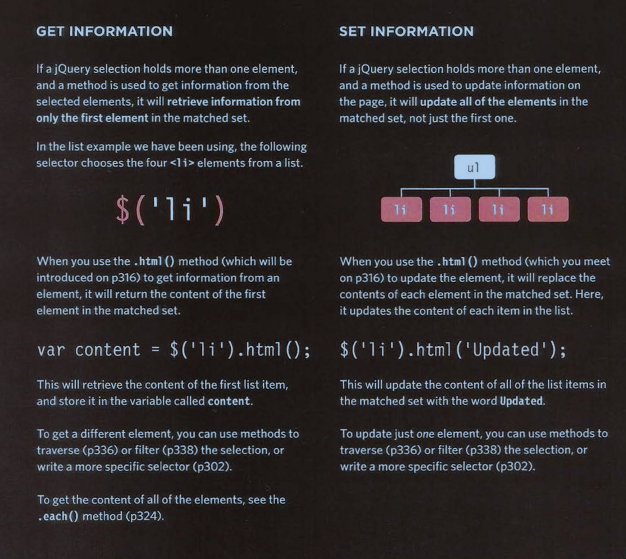 GET INFORMATION
If a jQuery selection holds more than one element,
and a method is used to get information from the
selected elements, it will retrieve information from
only the first element in the matched set.
In the list example we have been using, the following
selector chooses the four <li> elements from a list.
$('li')
When you use the .html() method (which will be
introduced on p316) to get information from an
element, it will return the content of the first
element in the matched set.
var content = $('li').html();
This will retrieve the content of the first list item,
and store it in the variable called content.
To get a different element, you can use methods to
traverse (p336) or filter (p338) the selection, or
write a more specific selector (p302).
To get the content of all of the elements, see the
.each() method (p324).
SET INFORMATION
If a jQuery selection holds more than one element,
and a method is used to update information on
the page, it will update all of the elements in the
matched set, not just the first one.
ul
li li li li
When you use the .html() method (which you meet
on p316) to update the element, it will replace the
contents of each element in the matched set. Here,
it updates the content of each item in the list.
$('li').html('Updated');
This will update the content of all of the list items in
the matched set with the word Updated.
To update just one element, you can use methods to
traverse (p336) or filter (p338) the selection, or
write a more specific selector (p302).